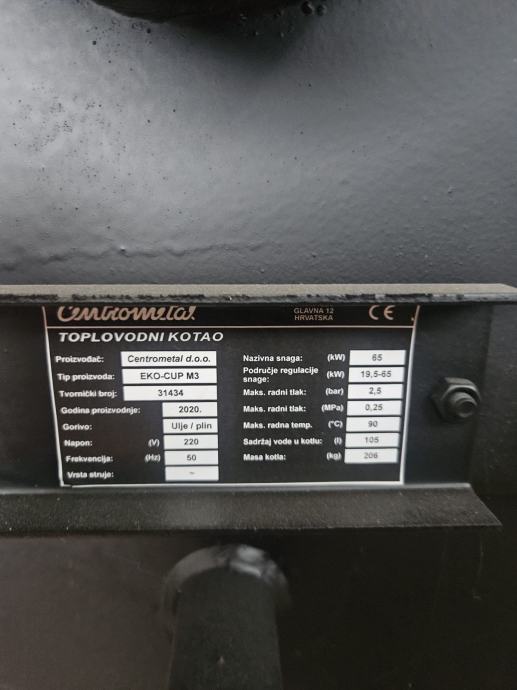 Centrometal
GLAVNA 12
HRVATSKA
CE
TOPLOVODNI KOTAO
Proizvođač: Centrometal d.o.o.
Tip proizvoda: EKO-CUP M3
Tvornički broj: 31434
Godina proizvodnje: 2020.
Gorivo: Ulje / plin
Napon: (V) 220
Frekvencija: (Hz) 50
Vrsta struje: ~
Nazivna snaga: (kW) 65
Područje regulacije
snage: (kW) 19,5-65
Maks. radni tlak: (bar) 2,5
Maks. radni tlak: (MPa) 0,25
Maks. radna temp. (°C) 90
Sadržaj vode u kotlu: (l) 105
Masa kotla: (kg) 206